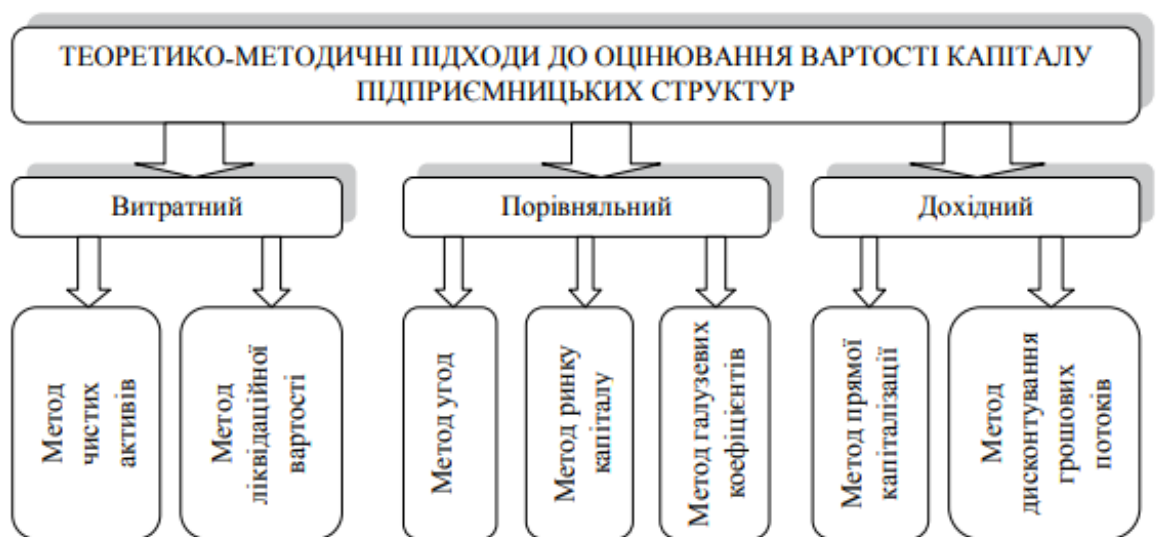 ТЕОРЕТИКО-МЕТОДИЧНІ ПІДХОДИ ДО ОЦІНЮВАННЯ ВАРТОСТІ КАПІТАЛУ
ПІДПРИЄМНИЦЬКИХ СТРУКТУР
Витратний
Порівняльний
Дохідний
Метод
чистих
активів
Метод
ліквідаційної
вартості
Метод угод
Метод ринку
капіталу
Метод галузевих
коефіцієнтів
Метод прямої
капіталізації
Метод
дисконтування
грошових
потоків